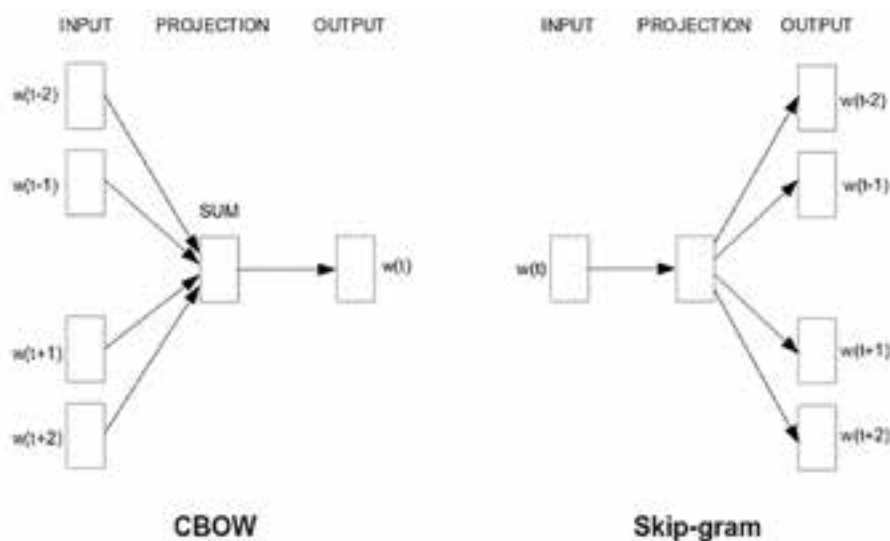 INPUT PROJECTION OUTPUT
w(t-2)
w(t-1)
SUM
w(t)
w(t+1)
w(t+2)
CBOW
INPUT PROJECTION OUTPUT
w(t-2)
w(t-1)
w(t)
w(t+1)
w(t+2)
Skip-gram